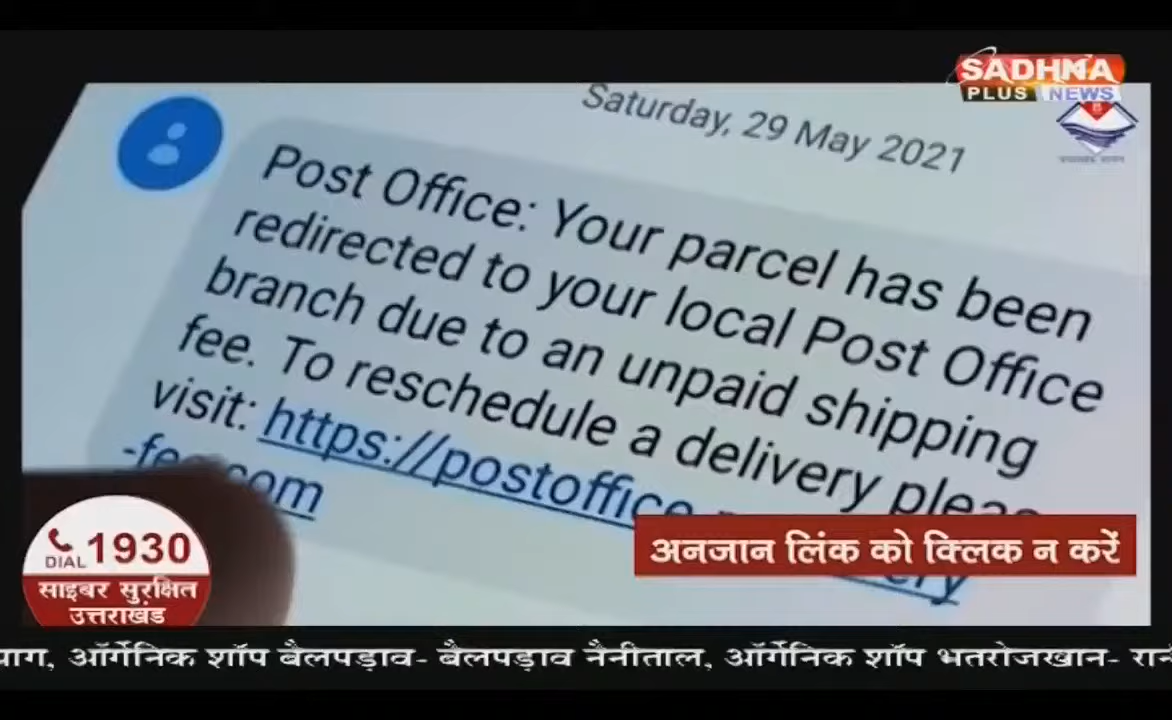 SADHNA
PLUS NEWS
Saturday, 29 May 2021
Post Office: Your parcel has been
redirected to your local Post Office
branch due to an unpaid shipping
fee. To reschedule a delivery
visit: https://postoffice
DIAL 1930
साइबर सुरक्षित
उत्तराखंड
अनजान लिंक को क्लिक न करें
ऑर्गेनिक शॉप बैलपड़ाव- बैलपड़ाव नैनीताल, ऑर्गेनिक शॉप भतरोजखान-